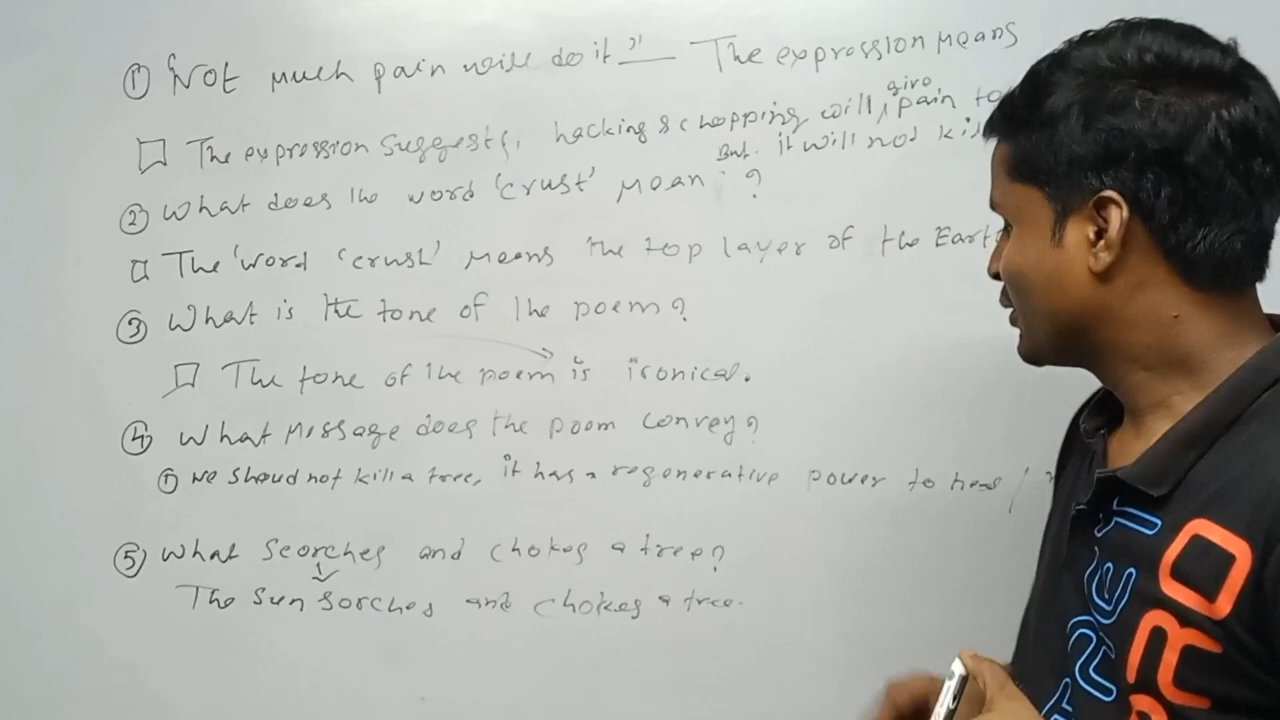 ① Not much pain will do it" — The expression means
□ The expression suggests, hacking & chopping will give pain to
But it will not kil
② What does the word 'crust' mean ?
□ The 'word 'crust' means the top layer of the Eart
③ What is the tone of the poem?
□ The tone of the poem is ironical.
④ What message does the poem convey?
① We shoud not kill a tree, it has a regenerative power to heal /
⑤ What scorches and chokes a tree?
The Sun sorches and chokes a tree.
PRO